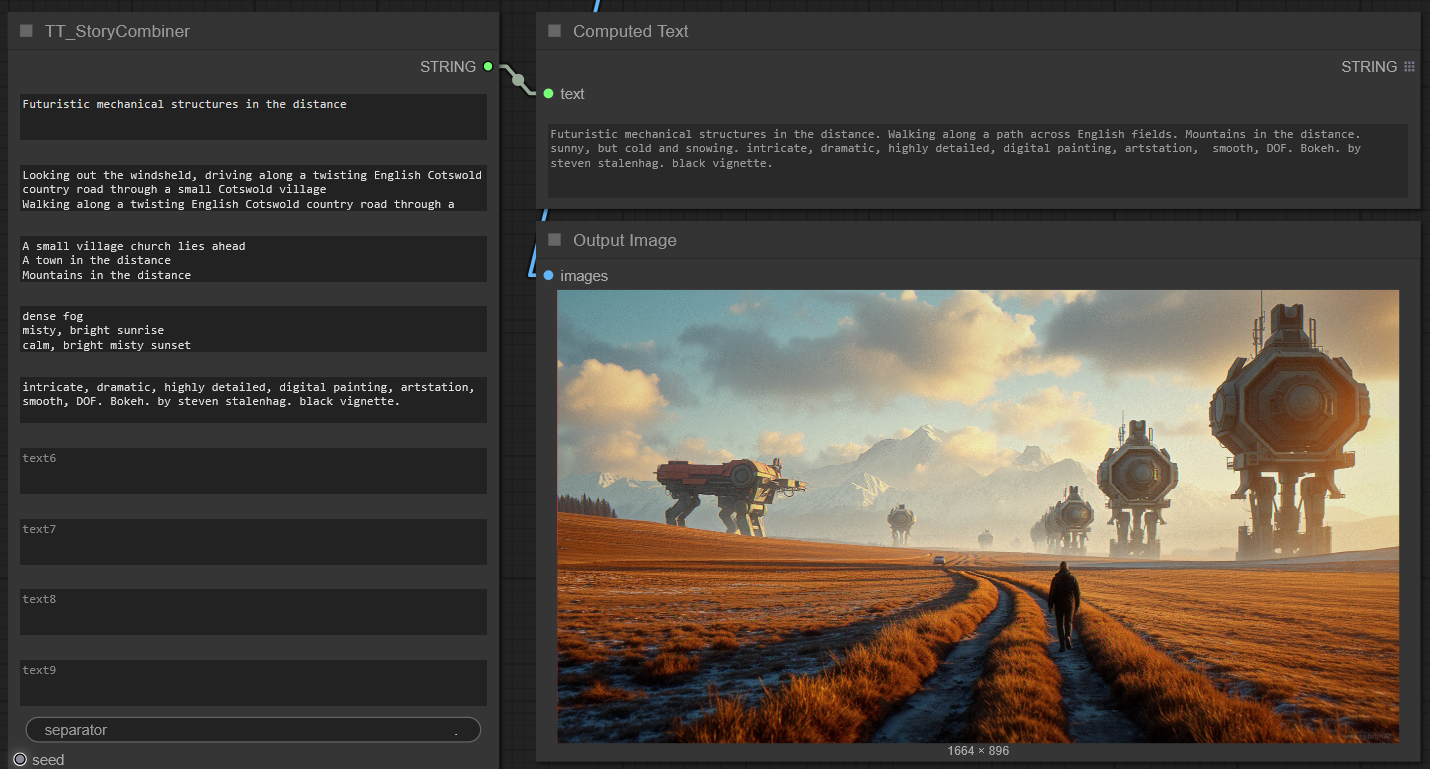 TT_StoryCombiner
STRING
Futuristic mechanical structures in the distance
Looking out the windsheld, driving along a twisting English Cotswold
country road through a small Cotswold village
Walking along a twisting English Cotswold country road through a
A small village church lies ahead
A town in the distance
Mountains in the distance
dense fog
misty, bright sunrise
calm, bright misty sunset
intricate, dramatic, highly detailed, digital painting, artstation,
smooth, DOF. Bokeh. by steven stalenhag. black vignette.
text6
text7
text8
text9
separator .
seed
Computed Text
STRING
text
Futuristic mechanical structures in the distance. Walking along a path across English fields. Mountains in the distance.
sunny, but cold and snowing. intricate, dramatic, highly detailed, digital painting, artstation,  smooth, DOF. Bokeh. by
steven stalenhag. black vignette.
Output Image
images
1664 × 896